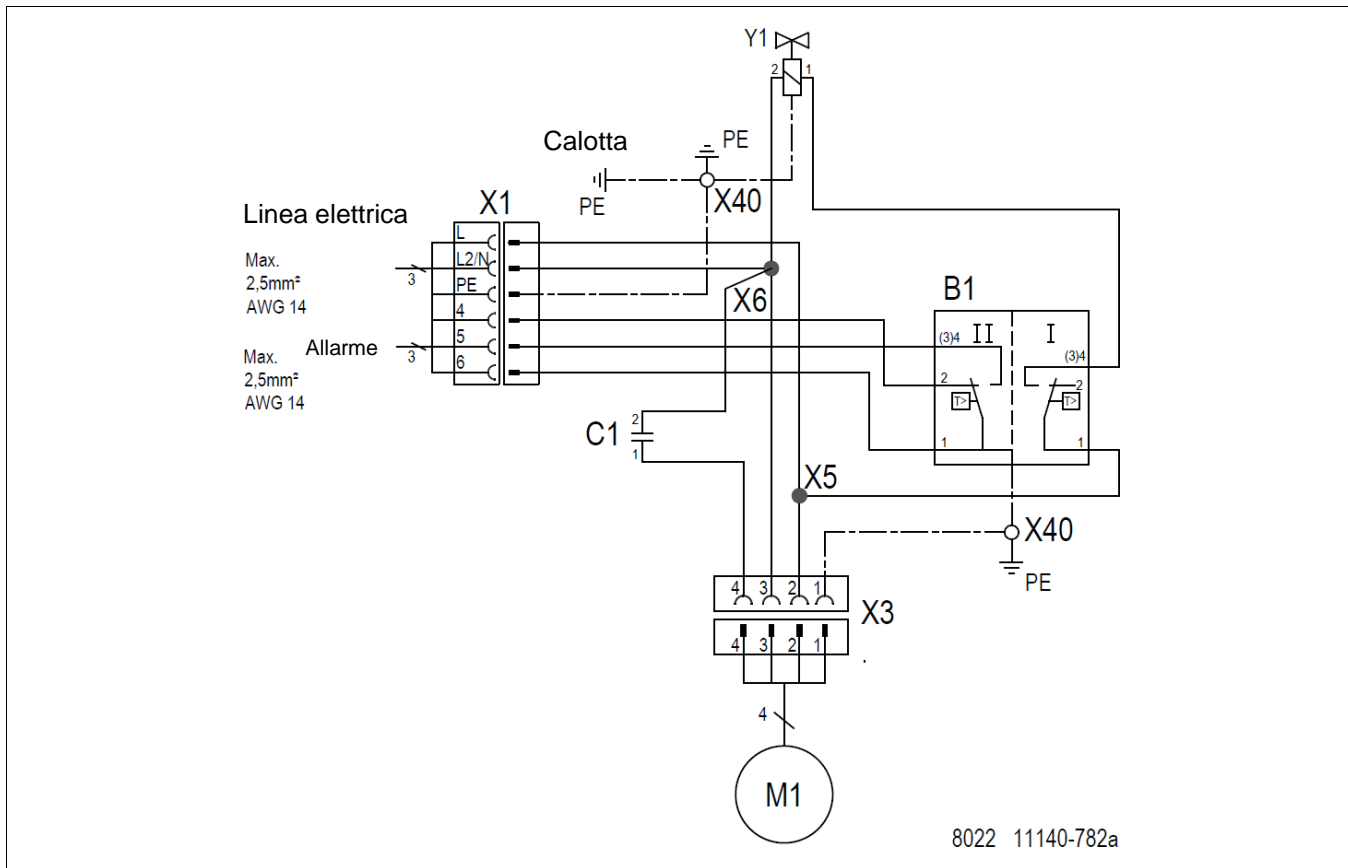 Y1
2 1
Calotta
PE
PE
X40
Linea elettrica
X1
Max.
2,5mm²
AWG 14
3
L
L2/N
PE
4
5
6
X6
Allarme
3
Max.
2,5mm²
AWG 14
B1
(3)4 II I
(3)4
2 2
T> T>
1 1
C1
2
1
X5
X40
PE
4 3 2 1
X3
4 3 2 1
.
4
M1
8022 11140-782a